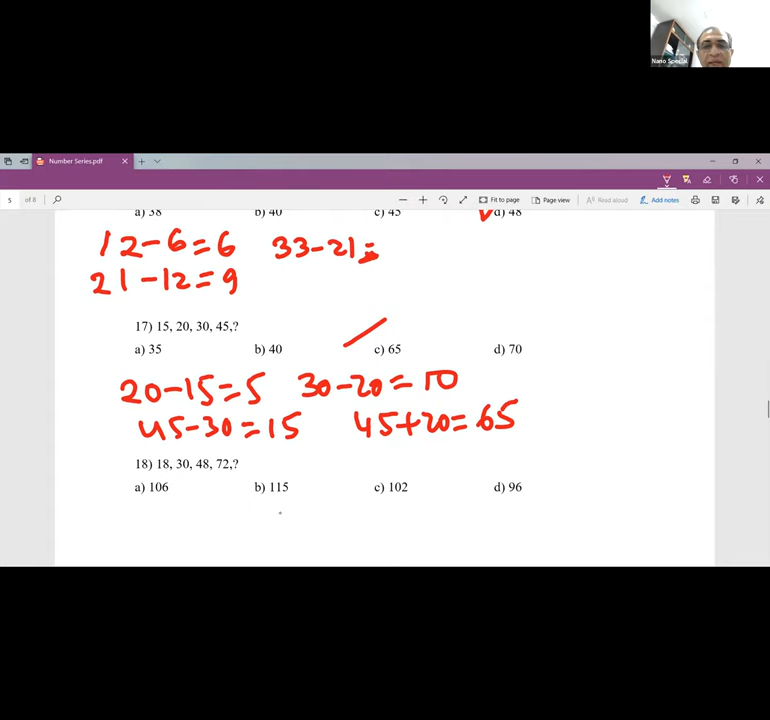 Nano Special
Number Series.pdf
5 of 8 Fit to page Page view Read aloud Add notes
a) 38 b) 40 c) 45 d) 48
12-6=6 33-21=
21-12=9
17) 15, 20, 30, 45,?
a) 35 b) 40 c) 65 d) 70
20-15=5 30-20=10
45-30=15 45+20=65
18) 18, 30, 48, 72,?
a) 106 b) 115 c) 102 d) 96